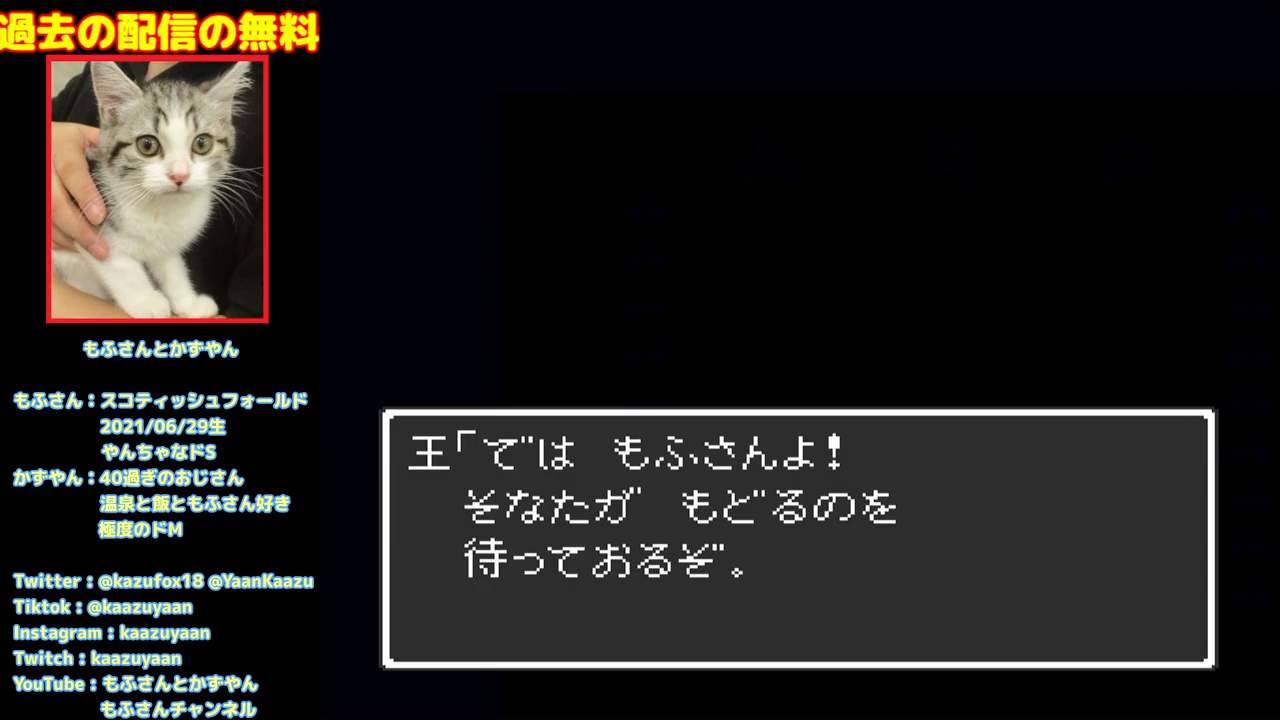 過去の配信の無料
もふさんとかずやん
もふさん：スコティッシュフォールド
2021/06/29生
やんちゃなドS
かずやん：40過ぎのおじさん
温泉と飯ともふさん好き
極度のドM
Twitter：@kazufox18 @YaanKaazu
Tiktok：@kaazuyaan
Instagram：kaazuyaan
Twitch：kaazuyaan
YouTube：もふさんとかずやん
もふさんチャンネル
王「では　もふさんよ！
そなたが　もどるのを
待っておるぞ。